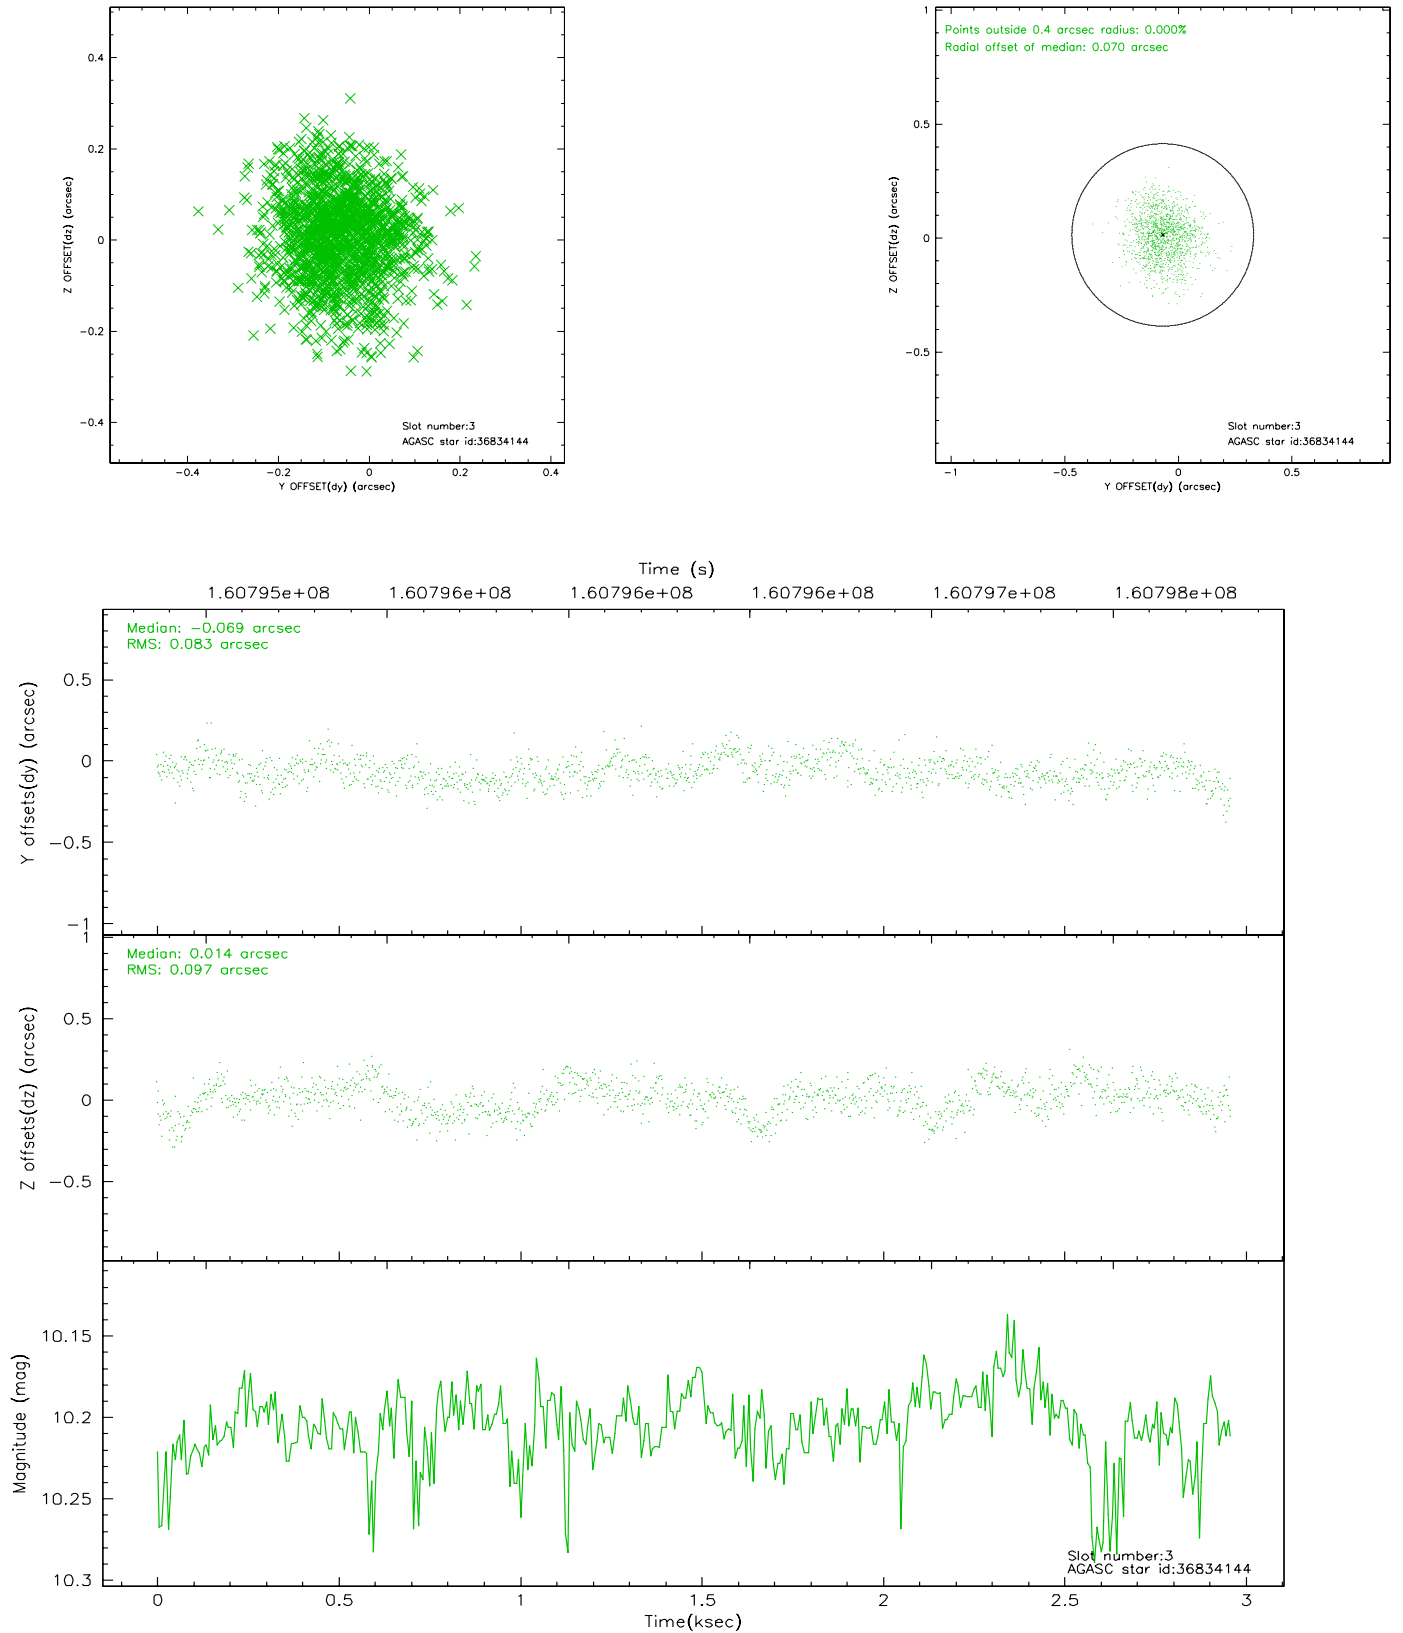 0.4
0.2
0
−0.2
−0.4
−0.4
−0.2
0
0.2
0.4
Z OFFSET(dz) (arcsec)
Y OFFSET(dy) (arcsec)
Slot number:3
AGASC star id:36834144
Points outside 0.4 arcsec radius: 0.000%
Radial offset of median: 0.070 arcsec
1
0.5
0
−0.5
−1
−0.5
0
0.5
Z OFFSET(dz) (arcsec)
Y OFFSET(dy) (arcsec)
Slot number:3
AGASC star id:36834144
Time (s)
1.60795e+08 1.60796e+08 1.60796e+08 1.60796e+08 1.60797e+08 1.60798e+08
Median: −0.069 arcsec
RMS: 0.083 arcsec
0.5
0
−0.5
−1
Y offsets(dy) (arcsec)
Median: 0.014 arcsec
RMS: 0.097 arcsec
1
0.5
0
−0.5
Z offsets(dz) (arcsec)
10.15
10.2
10.25
10.3
Magnitude (mag)
Slot number:3
AGASC star id:36834144
0 0.5 1 1.5 2 2.5 3
Time(ksec)